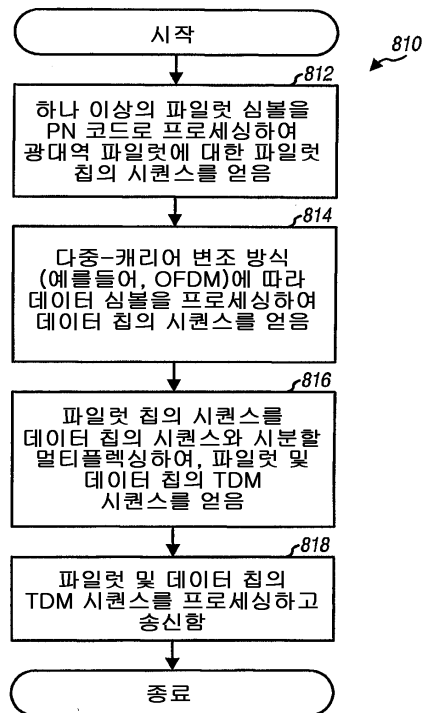 시작
810
812
하나 이상의 파일럿 심볼을
PN 코드로 프로세싱하여
광대역 파일럿에 대한 파일럿
칩의 시퀀스를 얻음
814
다중-캐리어 변조 방식
(예를들어, OFDM)에 따라
데이터 심볼을 프로세싱하여
데이터 칩의 시퀀스를 얻음
816
파일럿 칩의 시퀀스를
데이터 칩의 시퀀스와 시분할
멀티플렉싱하여, 파일럿 및
데이터 칩의 TDM
시퀀스를 얻음
818
파일럿 및 데이터 칩의
TDM 시퀀스를 프로세싱하고
송신함
종료